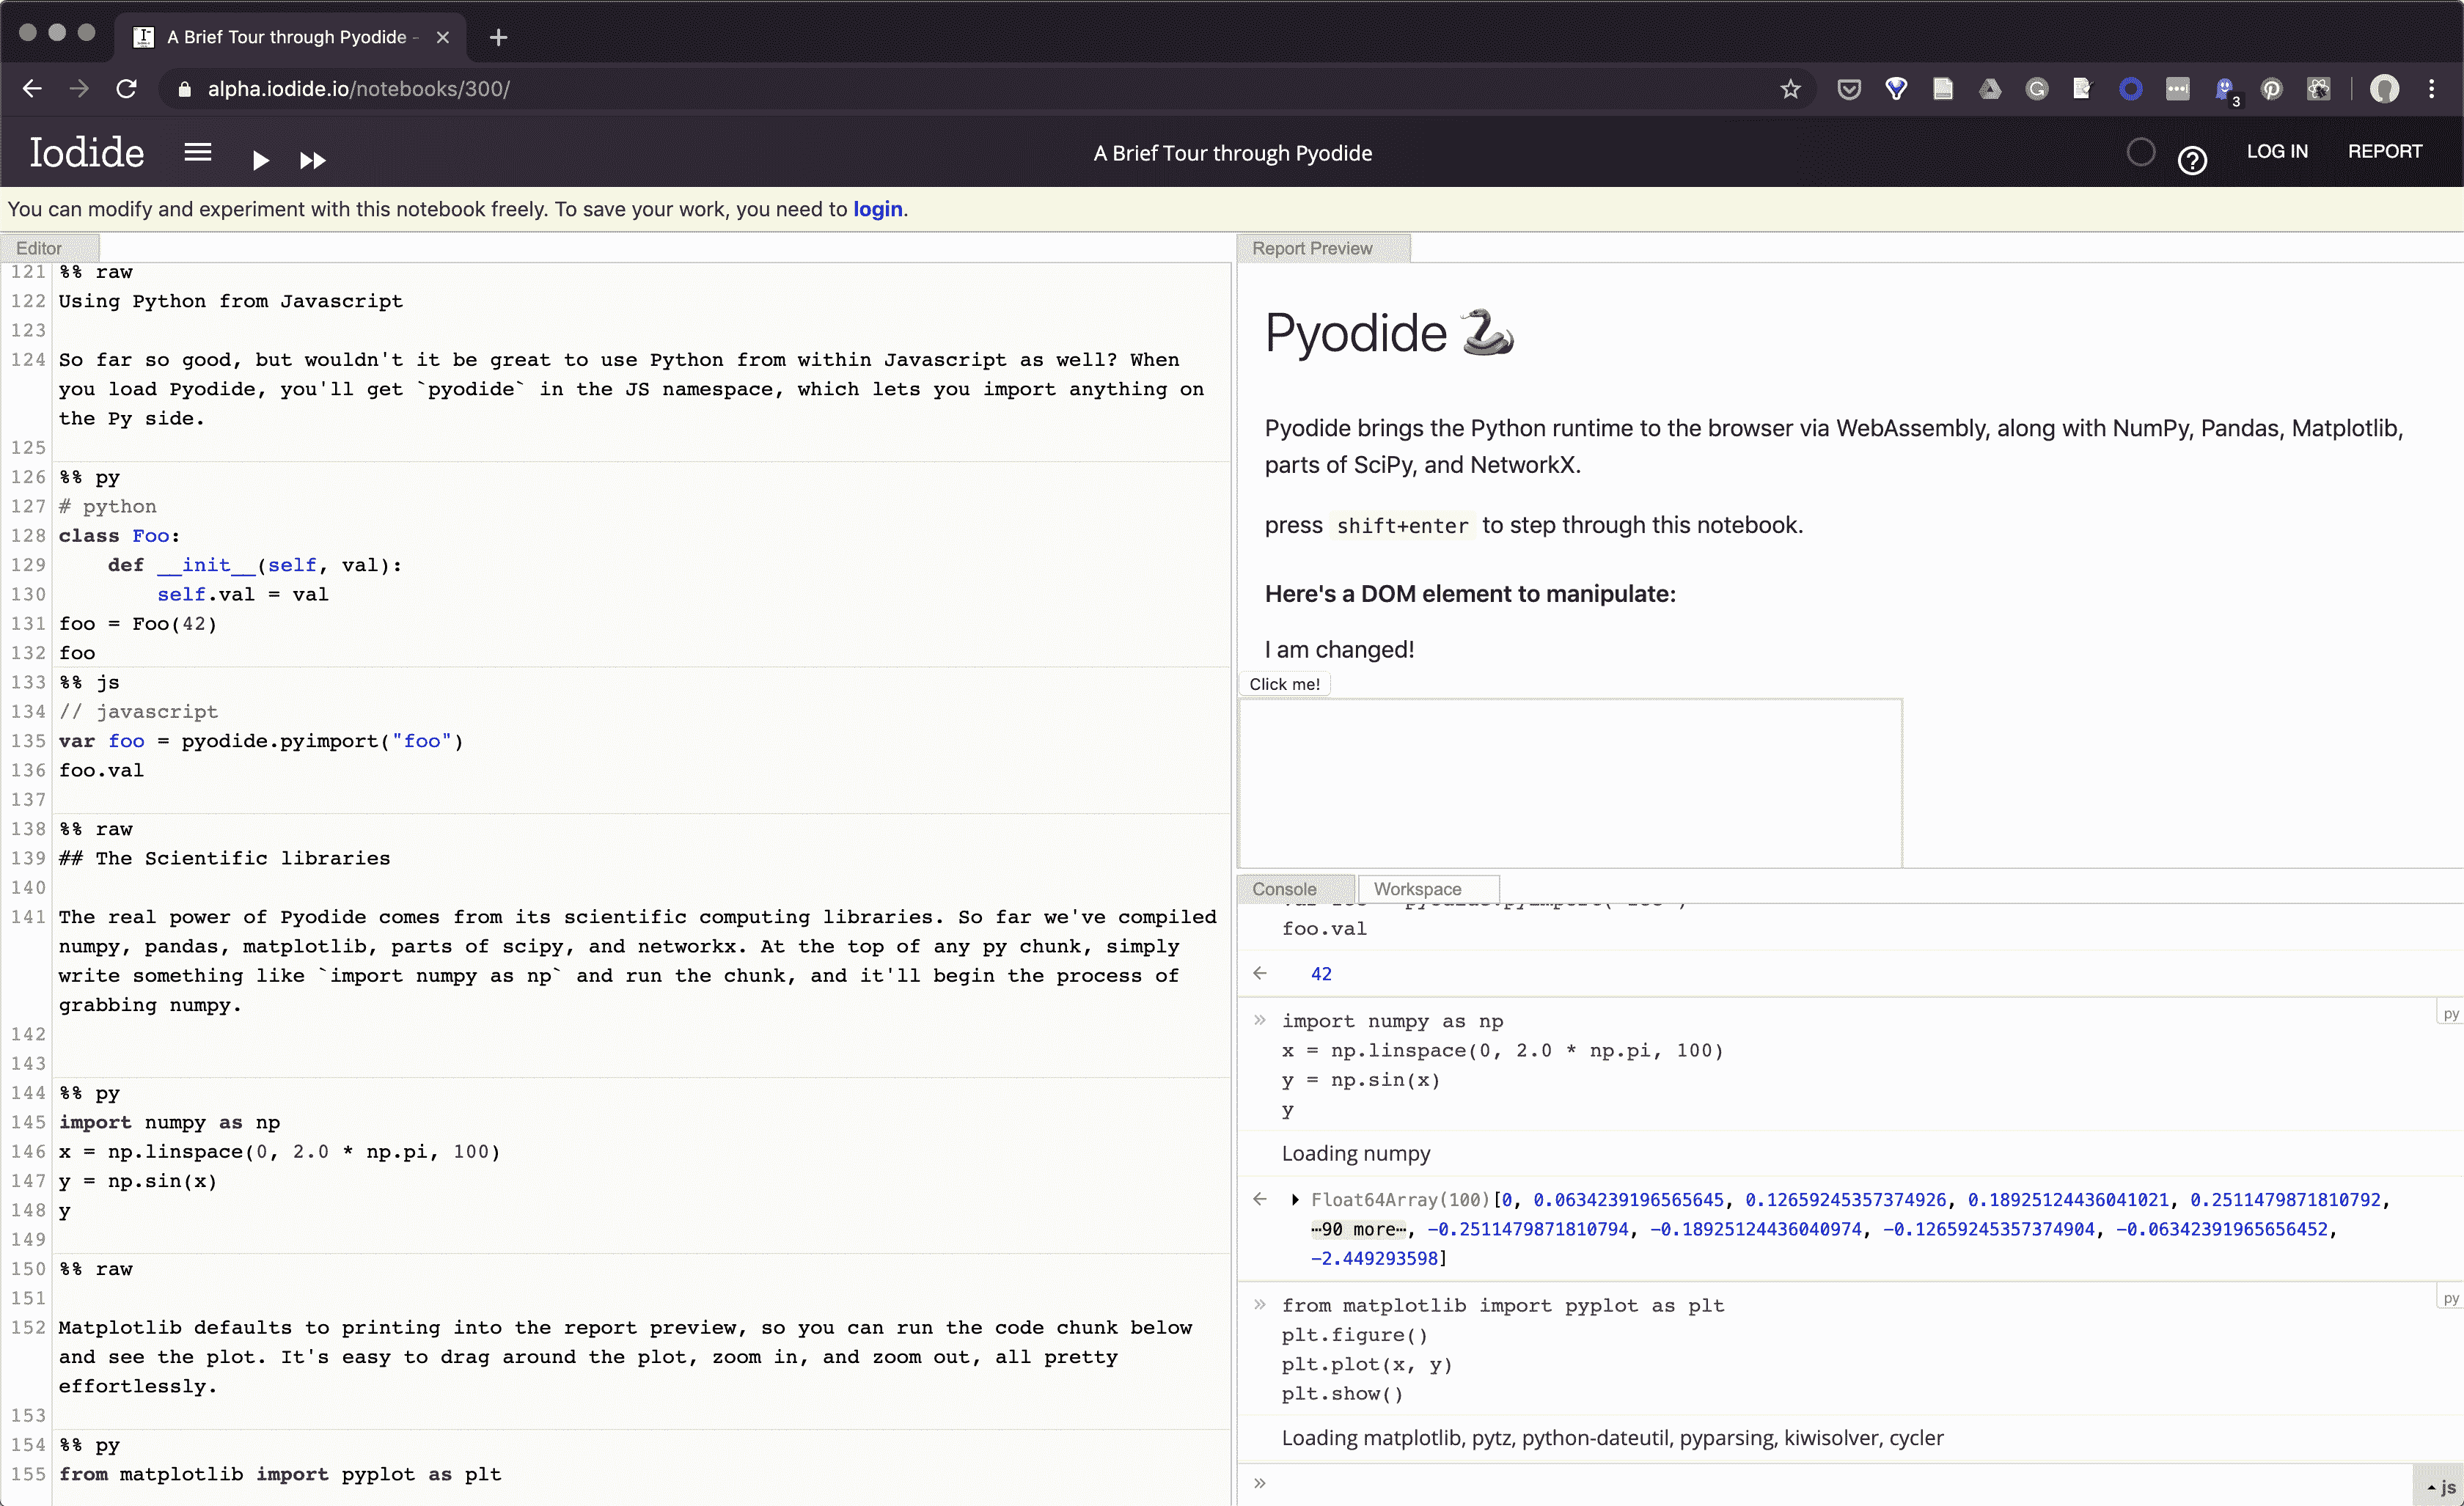 A Brief Tour through Pyodide -
alpha.iodide.io/notebooks/300/
3
Iodide
A Brief Tour through Pyodide
LOG IN
REPORT
You can modify and experiment with this notebook freely. To save your work, you need to login.
Editor
121 %% raw
122 Using Python from Javascript
123
124 So far so good, but wouldn't it be great to use Python from within Javascript as well? When
you load Pyodide, you'll get `pyodide` in the JS namespace, which lets you import anything on
the Py side.
125
126 %% py
127 # python
128 class Foo:
129     def __init__(self, val):
130         self.val = val
131 foo = Foo(42)
132 foo
133 %% js
134 // javascript
135 var foo = pyodide.pyimport("foo")
136 foo.val
137
138 %% raw
139 ## The Scientific libraries
140
141 The real power of Pyodide comes from its scientific computing libraries. So far we've compiled
numpy, pandas, matplotlib, parts of scipy, and networkx. At the top of any py chunk, simply
write something like `import numpy as np` and run the chunk, and it'll begin the process of
grabbing numpy.
142
143
144 %% py
145 import numpy as np
146 x = np.linspace(0, 2.0 * np.pi, 100)
147 y = np.sin(x)
148 y
149
150 %% raw
151
152 Matplotlib defaults to printing into the report preview, so you can run the code chunk below
and see the plot. It's easy to drag around the plot, zoom in, and zoom out, all pretty
effortlessly.
153
154 %% py
155 from matplotlib import pyplot as plt
Report Preview
Pyodide
Pyodide brings the Python runtime to the browser via WebAssembly, along with NumPy, Pandas, Matplotlib,
parts of SciPy, and NetworkX.
press shift+enter to step through this notebook.
Here's a DOM element to manipulate:
I am changed!
Click me!
Console
Workspace
foo.val
← 42
» import numpy as np
py
x = np.linspace(0, 2.0 * np.pi, 100)
y = np.sin(x)
y
Loading numpy
← ▸ Float64Array(100)[0, 0.0634239196565645, 0.12659245357374926, 0.18925124436041021, 0.2511479871810792,
⋯90 more⋯, -0.2511479871810794, -0.18925124436040974, -0.12659245357374904, -0.06342391965656452,
-2.449293598]
» from matplotlib import pyplot as plt
py
plt.figure()
plt.plot(x, y)
plt.show()
Loading matplotlib, pytz, python-dateutil, pyparsing, kiwisolver, cycler
»
js